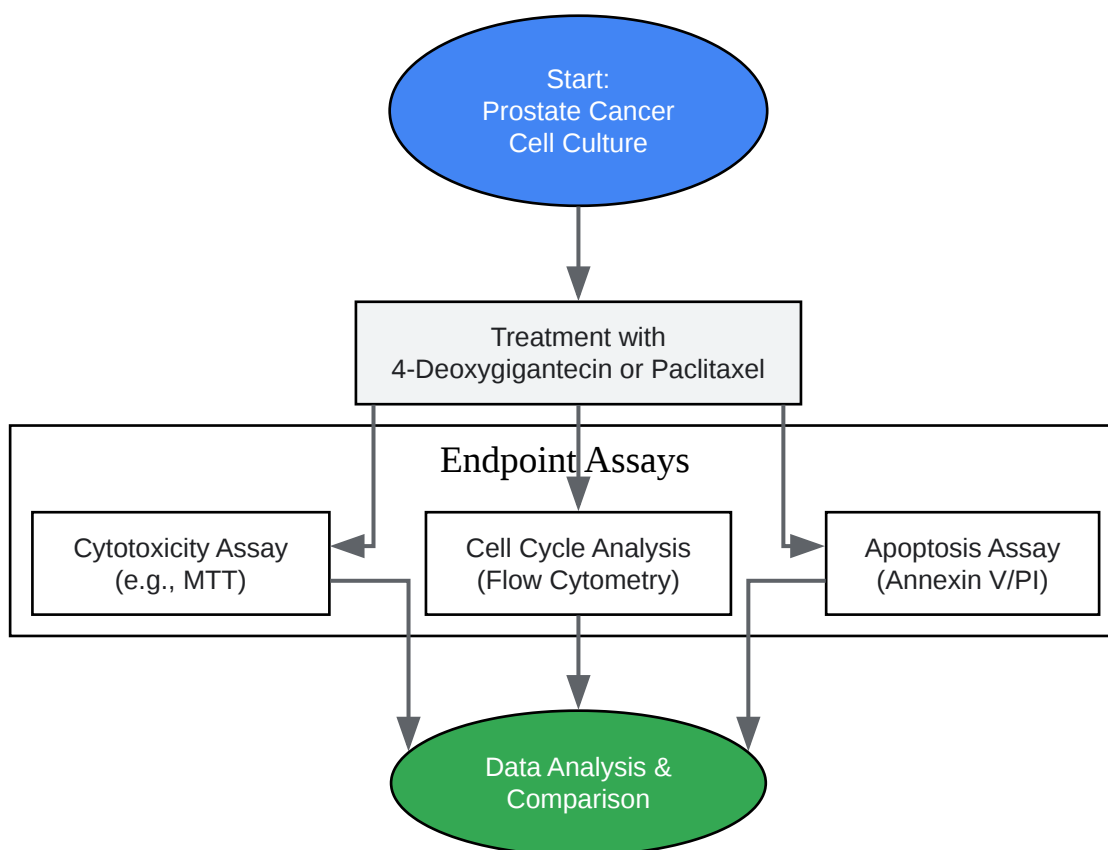 Start:
Prostate Cancer
Cell Culture
Treatment with
4-Deoxygigantecin or Paclitaxel
Endpoint Assays
Cytotoxicity Assay
(e.g., MTT)
Cell Cycle Analysis
(Flow Cytometry)
Apoptosis Assay
(Annexin V/PI)
Data Analysis &
Comparison